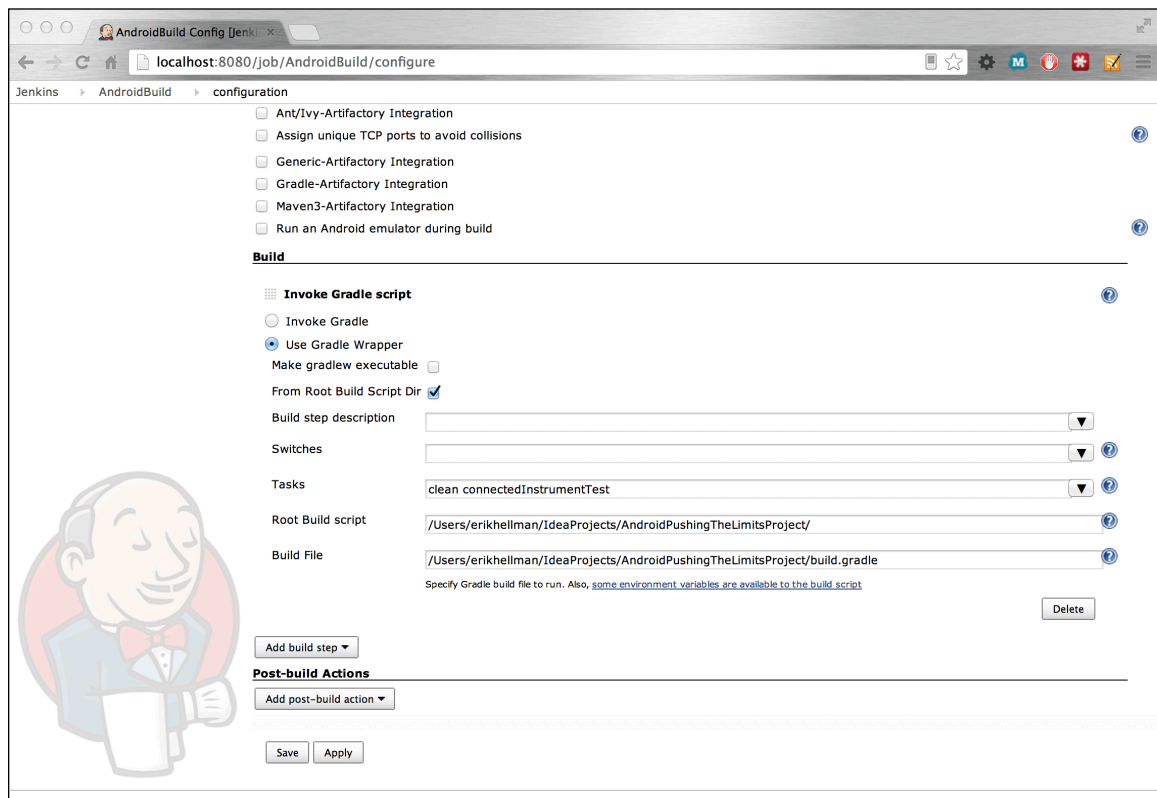 AndroidBuild Config [Jenki
localhost:8080/job/AndroidBuild/configure
M
Jenkins AndroidBuild configuration
Ant/Ivy-Artifactory Integration
Assign unique TCP ports to avoid collisions
?
Generic-Artifactory Integration
Gradle-Artifactory Integration
Maven3-Artifactory Integration
Run an Android emulator during build
?
Build
Invoke Gradle script
?
Invoke Gradle
Use Gradle Wrapper
Make gradlew executable
From Root Build Script Dir
Build step description
Switches
?
Tasks clean connectedInstrumentTest
?
Root Build script /Users/erikhellman/IdeaProjects/AndroidPushingTheLimitsProject/
?
Build File /Users/erikhellman/IdeaProjects/AndroidPushingTheLimitsProject/build.gradle
?
Specify Gradle build file to run. Also, some environment variables are available to the build script
Delete
Add build step
Post-build Actions
Add post-build action
Save Apply